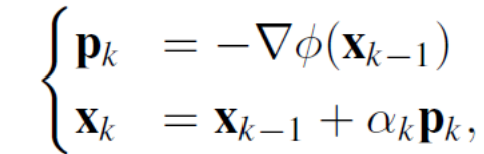 p_k = −∇ϕ(x_{k−1})
x_k = x_{k−1} + α_k p_k,